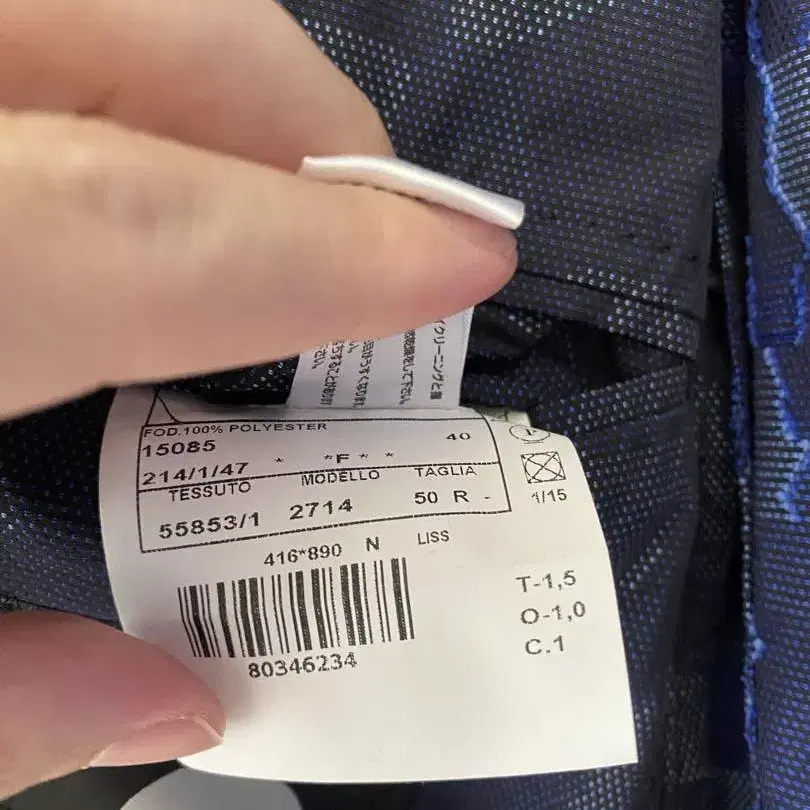 FOD.100% POLYESTER
15085 40
214/1/47 * *F* *
TESSUTO MODELLO TAGLIA
55853/1 2714 50 R -
1/15
416*890 N LISS
80346234
T-1,5
O-1,0
C.1